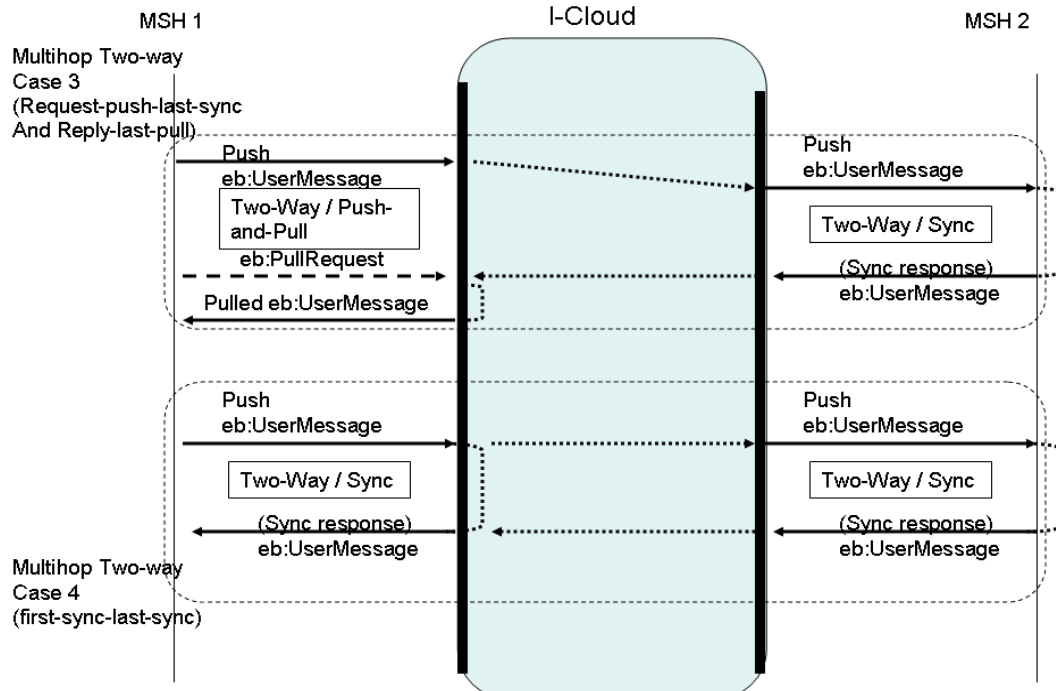 MSH 1
I-Cloud
MSH 2
Multihop Two-way
Case 3
(Request-push-last-sync
And Reply-last-pull)
Push
eb:UserMessage
Two-Way / Push-
and-Pull
eb:PullRequest
Pulled eb:UserMessage
Push
eb:UserMessage
Two-Way / Sync
(Sync response)
eb:UserMessage
Push
eb:UserMessage
Two-Way / Sync
(Sync response)
eb:UserMessage
Push
eb:UserMessage
Two-Way / Sync
(Sync response)
eb:UserMessage
Multihop Two-way
Case 4
(first-sync-last-sync)